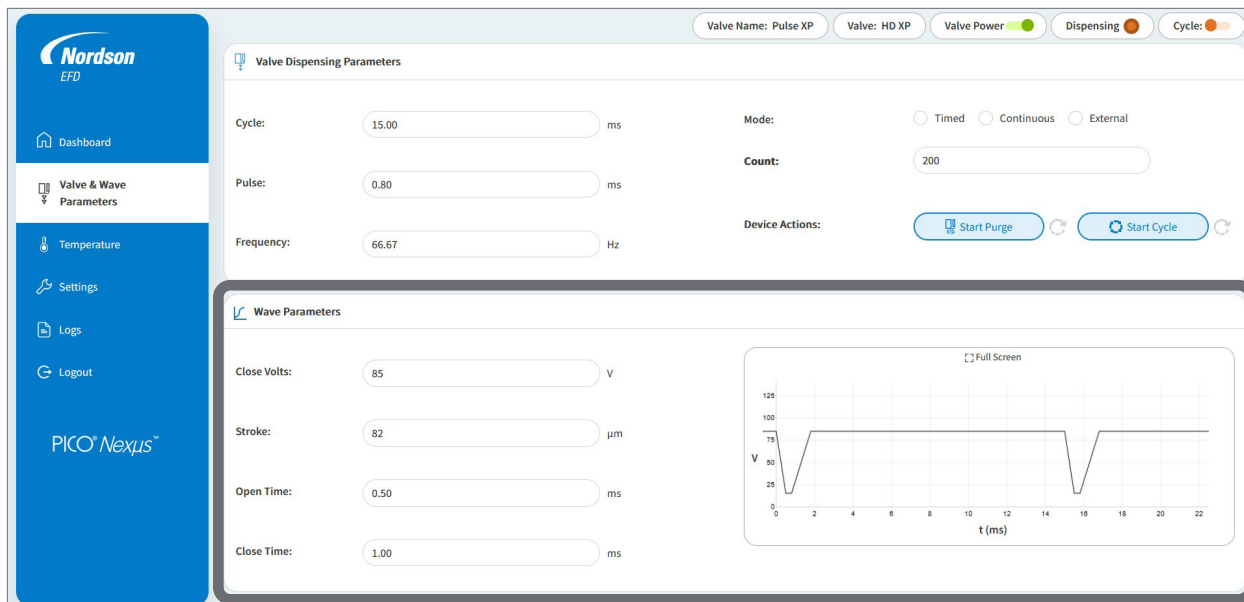 Nordson
EFD
Dashboard
Valve & Wave
Parameters
Temperature
Settings
Logs
Logout
PICO® Nexus™
Valve Name: Pulse XP
Valve: HD XP
Valve Power
Dispensing
Cycle:
Valve Dispensing Parameters
Cycle:
15.00
ms
Pulse:
0.80
ms
Frequency:
66.67
Hz
Mode:
Timed
Continuous
External
Count:
200
Device Actions:
Start Purge
Start Cycle
Wave Parameters
Close Volts:
85
V
Stroke:
82
μm
Open Time:
0.50
ms
Close Time:
1.00
ms
Full Screen
125
100
75
V
50
25
0
0 2 4 6 8 10 12 14 16 18 20 22
t (ms)